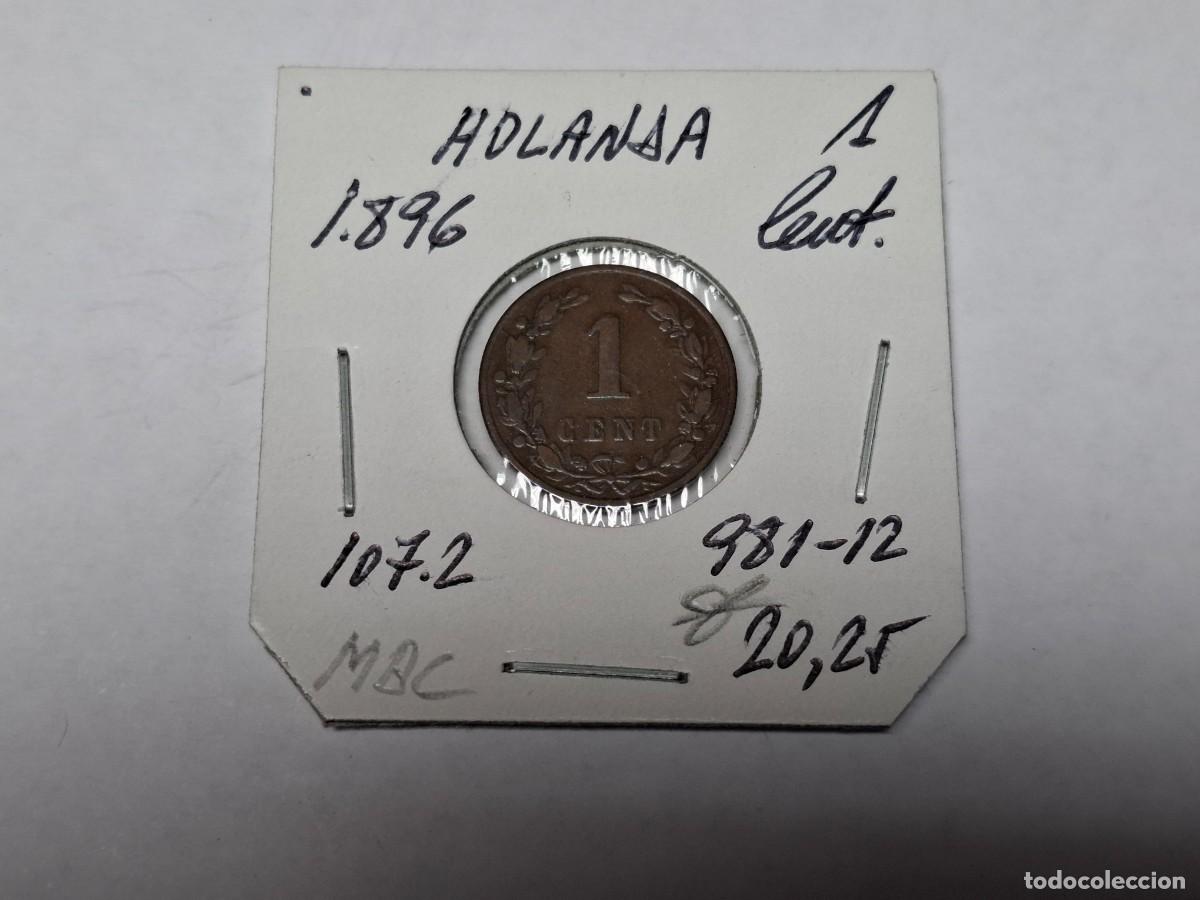 HOLANDA 1
1.896 Cent.
1
CENT
107.2 981-12
MBC 20,25
todocoleccion